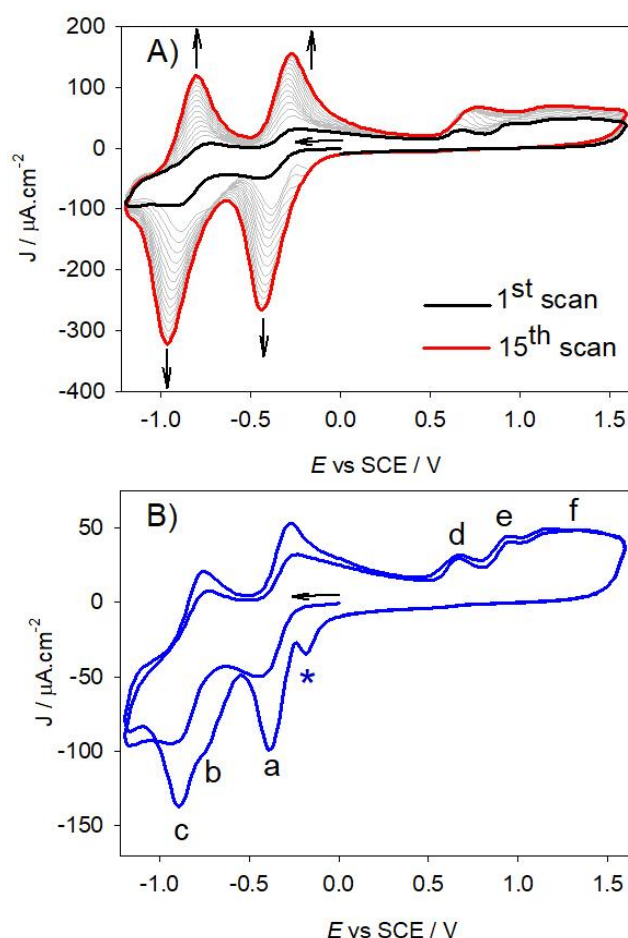 A)
200
100
0
-100
-200
-300
-400
J / µA.cm-2
1st scan
15th scan
-1.0 -0.5 0.0 0.5 1.0 1.5
E vs SCE / V
B)
50
0
-50
-100
-150
J / µA.cm-2
d e f
*
a
b
c
-1.0 -0.5 0.0 0.5 1.0 1.5
E vs SCE / V